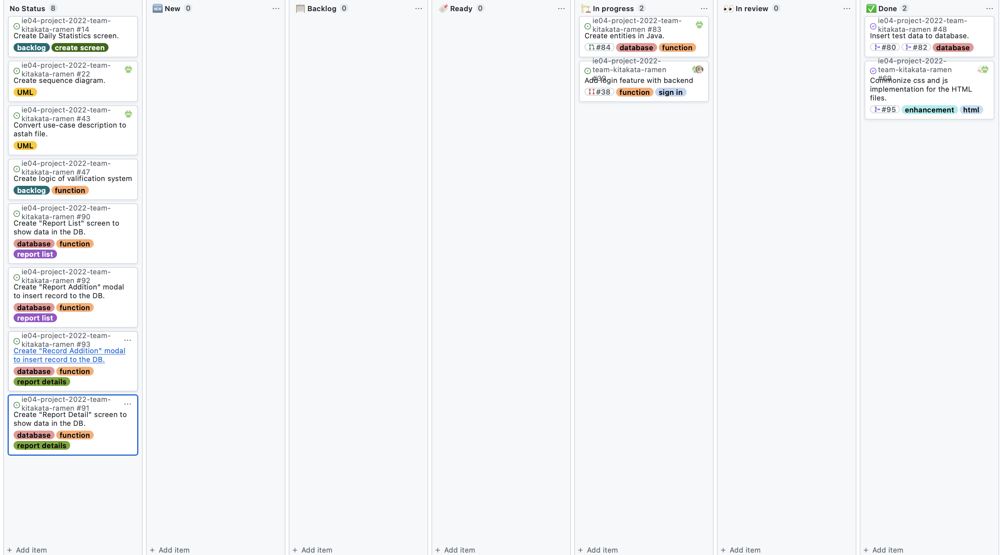 No Status 8
ie04-project-2022-team-
kitakata-ramen #14
Create Daily Statistics screen.
backlog create screen
ie04-project-2022-team-
kitakata-ramen #22
Create sequence diagram.
UML
ie04-project-2022-team-
kitakata-ramen #43
Convert use-case description to
astah file.
UML
ie04-project-2022-team-
kitakata-ramen #47
Create logic of valification system
backlog function
ie04-project-2022-team-
kitakata-ramen #90
Create "Report List" screen to
show data in the DB.
database function
report list
ie04-project-2022-team-
kitakata-ramen #92
Create "Report Addition" modal
to insert record to the DB.
database function
report list
ie04-project-2022-team-
kitakata-ramen #93
Create "Record Addition" modal
to insert record to the DB.
database function
report details
ie04-project-2022-team-
kitakata-ramen #91
Create "Report Detail" screen to
show data in the DB.
database function
report details
+ Add item
NEW New 0
+ Add item
Backlog 0
+ Add item
Ready 0
+ Add item
In progress 2
ie04-project-2022-team-
kitakata-ramen #83
Create entities in Java.
#84 database function
ie04-project-2022-
team-kitakata-ramen
#39
Add login feature with backend
#38 function sign in
+ Add item
In review 0
+ Add item
Done 2
ie04-project-2022-team-
kitakata-ramen #48
Insert test data to database.
#80 #82 database
ie04-project-2022-
team-kitakata-ramen
#69
Commonize css and js
implementation for the HTML
files.
#95 enhancement html
+ Add item